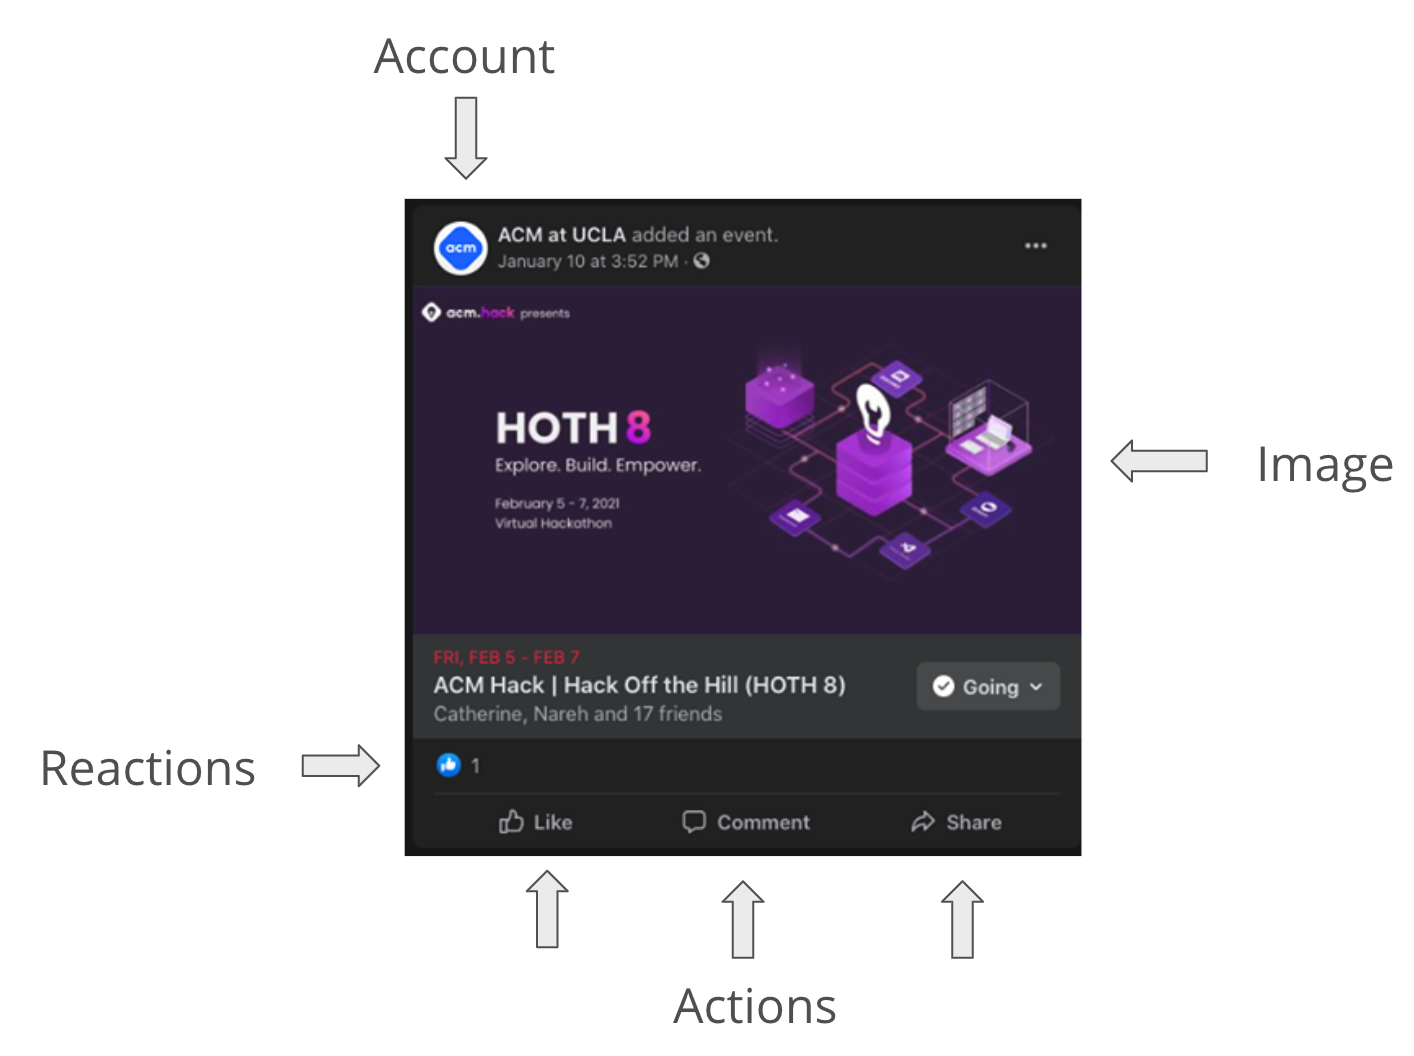 Account
acm
ACM at UCLA added an event.
January 10 at 3:52 PM ·
acm.hack presents
HOTH 8
Explore. Build. Empower.
February 5 - 7, 2021
Virtual Hackathon
Image
FRI, FEB 5 - FEB 7
ACM Hack | Hack Off the Hill (HOTH 8)
Going
Catherine, Nareh and 17 friends
Reactions
1
Like
Comment
Share
Actions